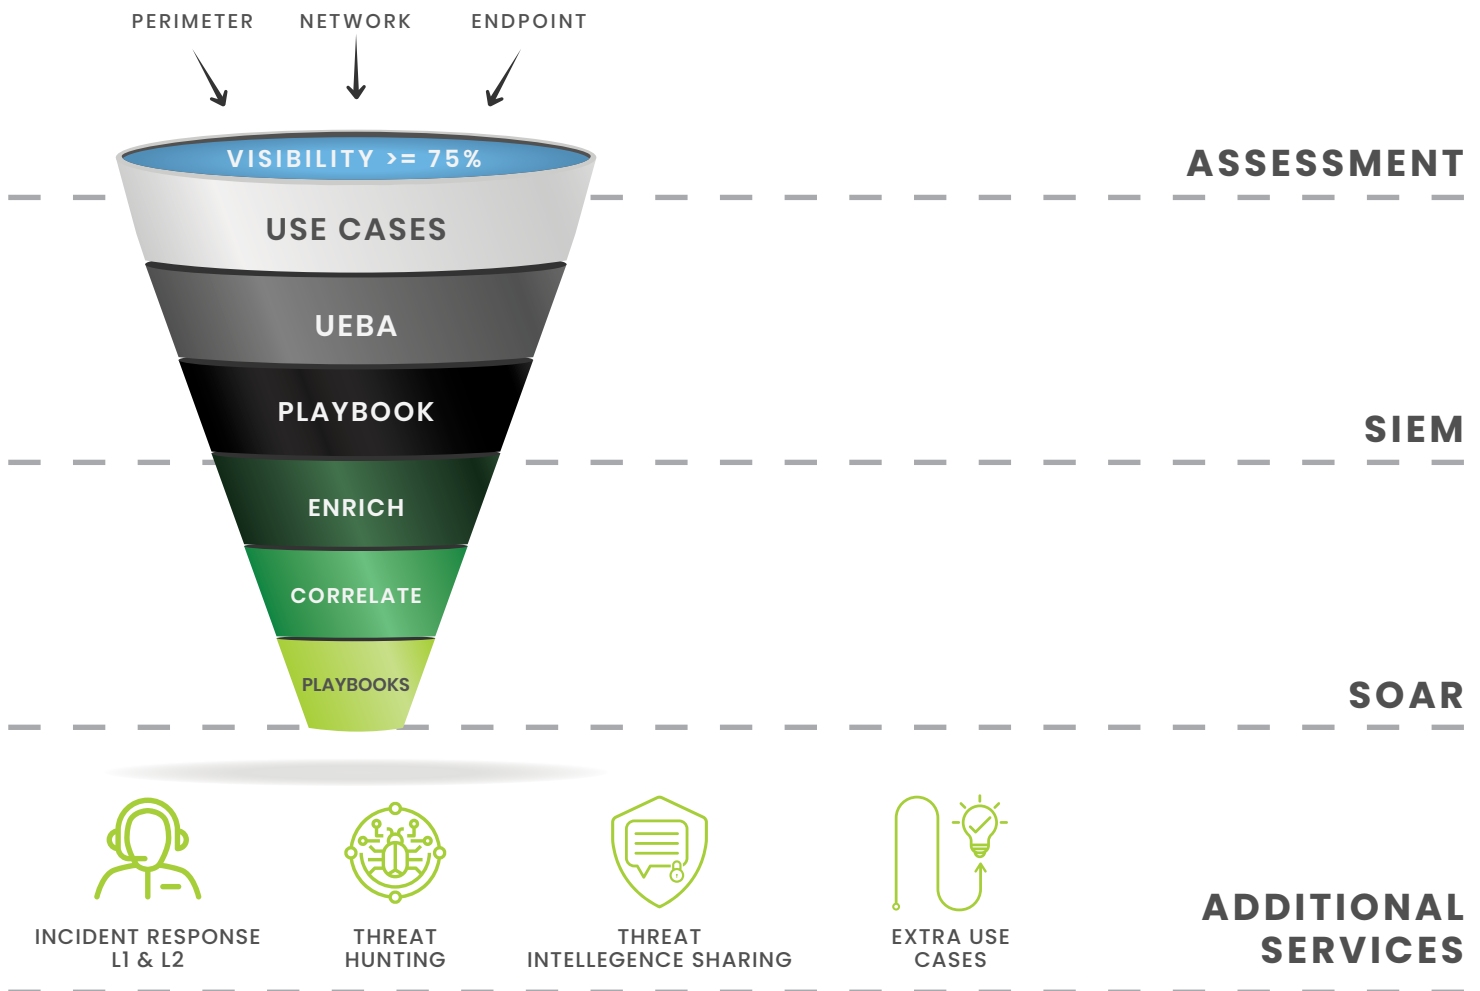 PERIMETER NETWORK ENDPOINT
VISIBILITY >= 75%
ASSESSMENT
USE CASES
UEBA
PLAYBOOK
SIEM
ENRICH
CORRELATE
PLAYBOOKS
SOAR
INCIDENT RESPONSE
L1 & L2
THREAT
HUNTING
THREAT
INTELLEGENCE SHARING
EXTRA USE
CASES
ADDITIONAL
SERVICES